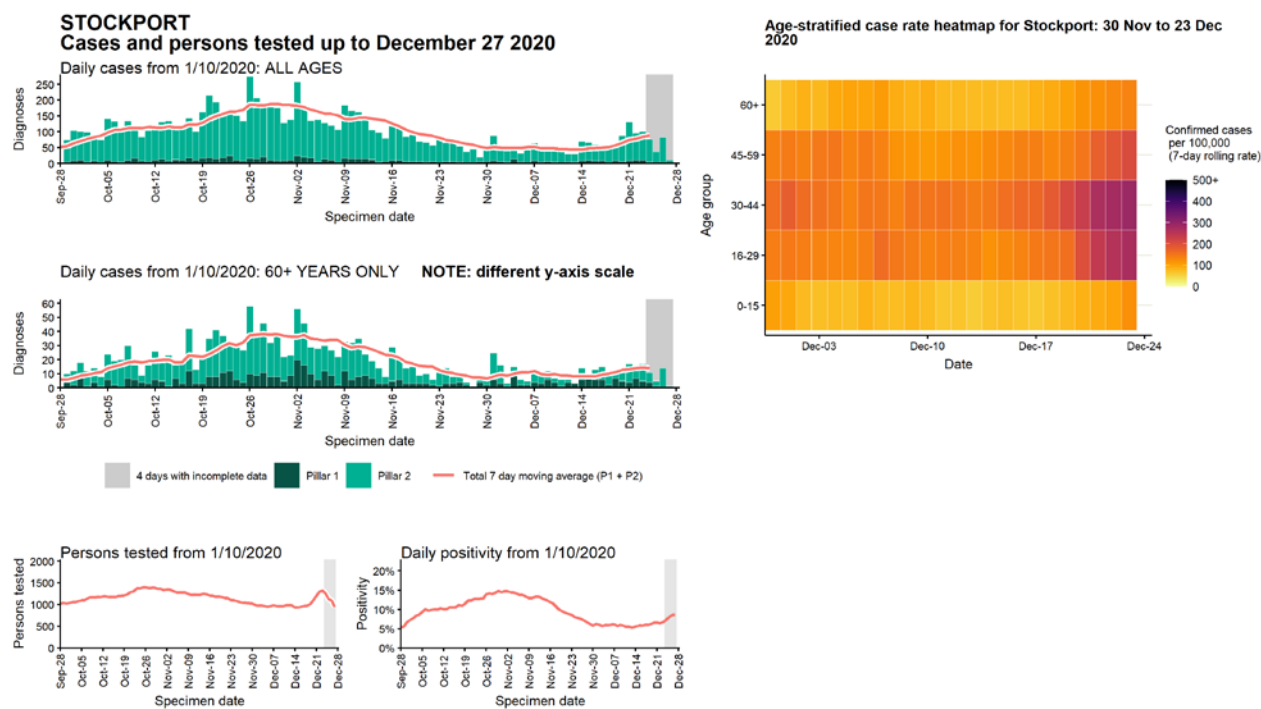 STOCKPORT
Cases and persons tested up to December 27 2020
Daily cases from 1/10/2020: ALL AGES
Diagnoses
250
200
150
100
50
0
Sep-28
Oct-05
Oct-12
Oct-19
Oct-26
Nov-02
Nov-09
Nov-16
Nov-23
Nov-30
Dec-07
Dec-14
Dec-21
Dec-28
Specimen date
Daily cases from 1/10/2020: 60+ YEARS ONLY NOTE: different y-axis scale
Diagnoses
60
50
40
30
20
10
0
Sep-28
Oct-05
Oct-12
Oct-19
Oct-26
Nov-02
Nov-09
Nov-16
Nov-23
Nov-30
Dec-07
Dec-14
Dec-21
Dec-28
Specimen date
4 days with incomplete data
Pillar 1
Pillar 2
Total 7 day moving average (P1 + P2)
Persons tested from 1/10/2020
Persons tested
2000
1500
1000
500
0
Sep-28
Oct-05
Oct-12
Oct-19
Oct-26
Nov-02
Nov-09
Nov-16
Nov-23
Nov-30
Dec-07
Dec-14
Dec-21
Dec-28
Specimen date
Daily positivity from 1/10/2020
Positivity
20%
15%
10%
5%
0%
Sep-28
Oct-05
Oct-12
Oct-19
Oct-26
Nov-02
Nov-09
Nov-16
Nov-23
Nov-30
Dec-07
Dec-14
Dec-21
Dec-28
Specimen date
Age-stratified case rate heatmap for Stockport: 30 Nov to 23 Dec
2020
Age group
60+
45-59
30-44
16-29
0-15
Dec-03
Dec-10
Dec-17
Dec-24
Date
Confirmed cases
per 100,000
(7-day rolling rate)
500+
400
300
200
100
0